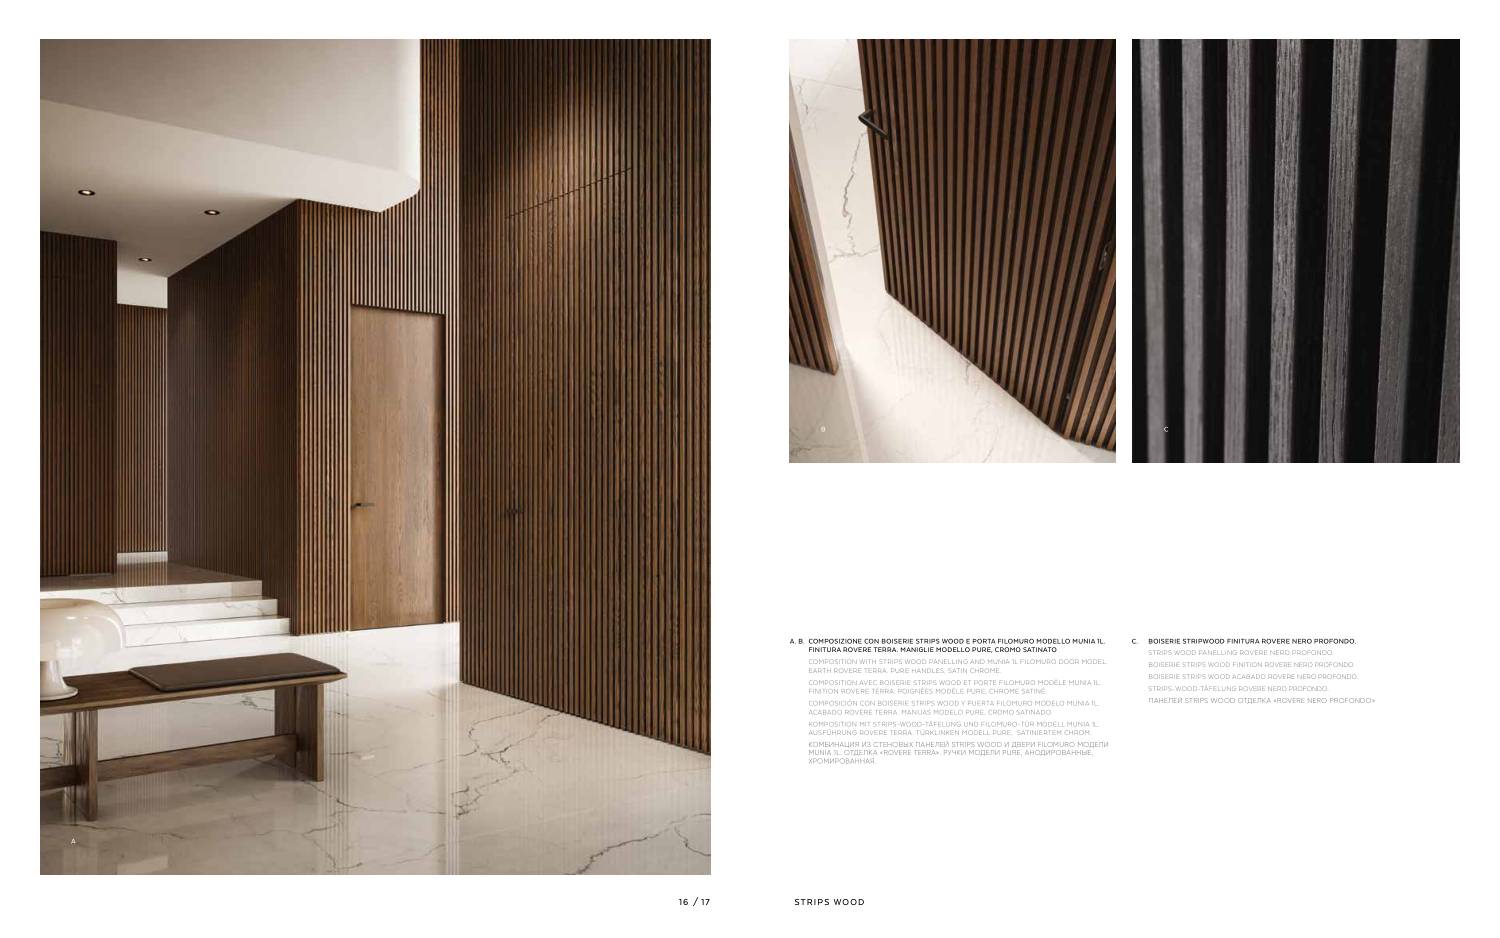 B
C
A. B. COMPOSIZIONE CON BOISERIE STRIPS WOOD E PORTA FILOMURO MODELLO MUNIA 1L.
FINITURA ROVERE TERRA. MANIGLIE MODELLO PURE, CROMO SATINATO
COMPOSITION WITH STRIPS WOOD PANELLING AND MUNIA 1L FILOMURO DOOR MODEL.
EARTH ROVERE TERRA. PURE HANDLES, SATIN CHROME.
COMPOSITION AVEC BOISERIE STRIPS WOOD ET PORTE FILOMURO MODÈLE MUNIA 1L.
FINITION ROVERE TERRA. POIGNÉES MODÈLE PURE, CHROME SATINÉ.
COMPOSICIÓN CON BOISERIE STRIPS WOOD Y PUERTA FILOMURO MODELO MUNIA 1L.
ACABADO ROVERE TERRA. MANIJAS MODELO PURE, CROMO SATINADO.
KOMPOSITION MIT STRIPS-WOOD-TÄFELUNG UND FILOMURO-TÜR MODELL MUNIA 1L.
AUSFÜHRUNG ROVERE TERRA. TÜRKLINKEN MODELL PURE, SATINIERTEM CHROM.
КОМБИНАЦИЯ ИЗ СТЕНОВЫХ ПАНЕЛЕЙ STRIPS WOOD И ДВЕРИ FILOMURO МОДЕЛИ
MUNIA 1L. ОТДЕЛКА «ROVERE TERRA». РУЧКИ МОДЕЛИ PURE, АНОДИРОВАННЫЕ,
ХРОМИРОВАННАЯ.
C. BOISERIE STRIPWOOD FINITURA ROVERE NERO PROFONDO.
STRIPS WOOD PANELLING ROVERE NERO PROFONDO.
BOISERIE STRIPS WOOD FINITION ROVERE NERO PROFONDO.
BOISERIE STRIPS WOOD ACABADO ROVERE NERO PROFONDO.
STRIPS-WOOD-TÄFELUNG ROVERE NERO PROFONDO.
ПАНЕЛЕЙ STRIPS WOOD ОТДЕЛКА «ROVERE NERO PROFONDO»
A
16 / 17
STRIPS WOOD